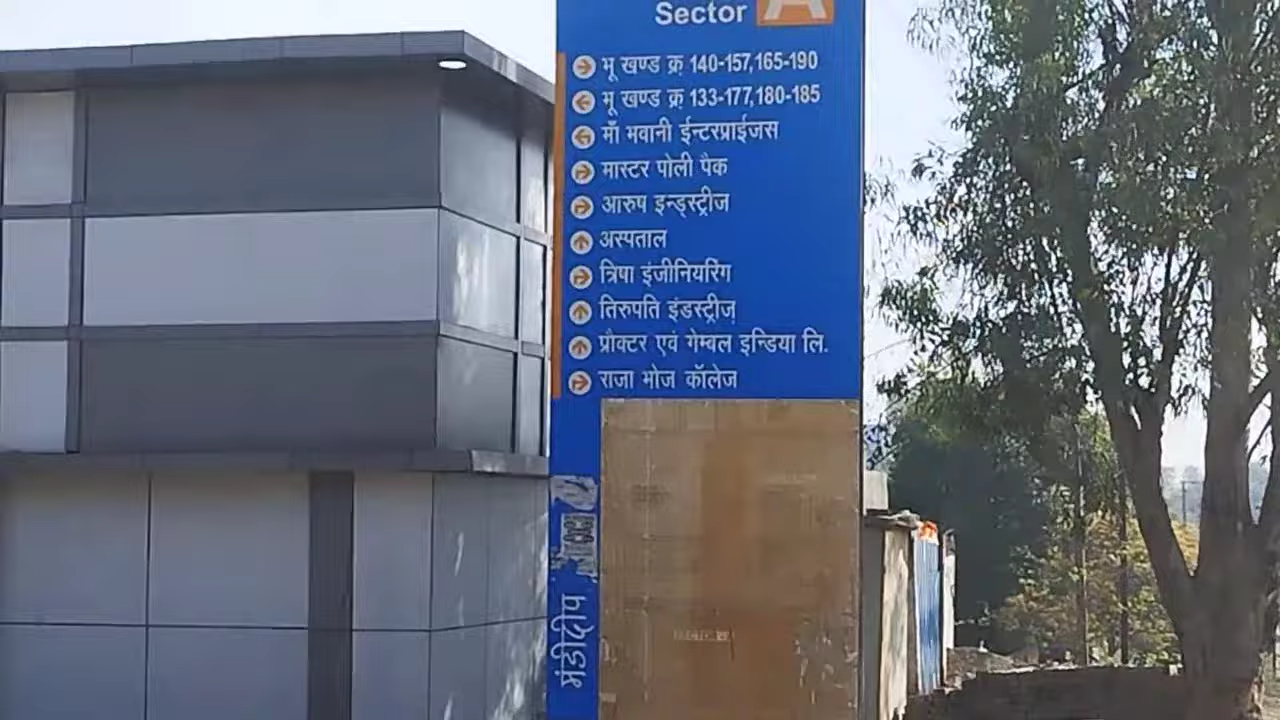 Sector A
भू खण्ड क्र 140-157,165-190
भू खण्ड क्र 133-177,180-185
माँ भवानी ईन्टरप्राईजस
मास्टर पोली पैक
आरुप इन्ड्स्ट्रीज
अस्पताल
त्रिषा इंजीनियरिंग
तिरुपति इंडस्ट्रीज़
प्रौक्टर एवं गेम्बल इन्डिया लि.
राजा भोज कॉलेज
मंडीद्वीप